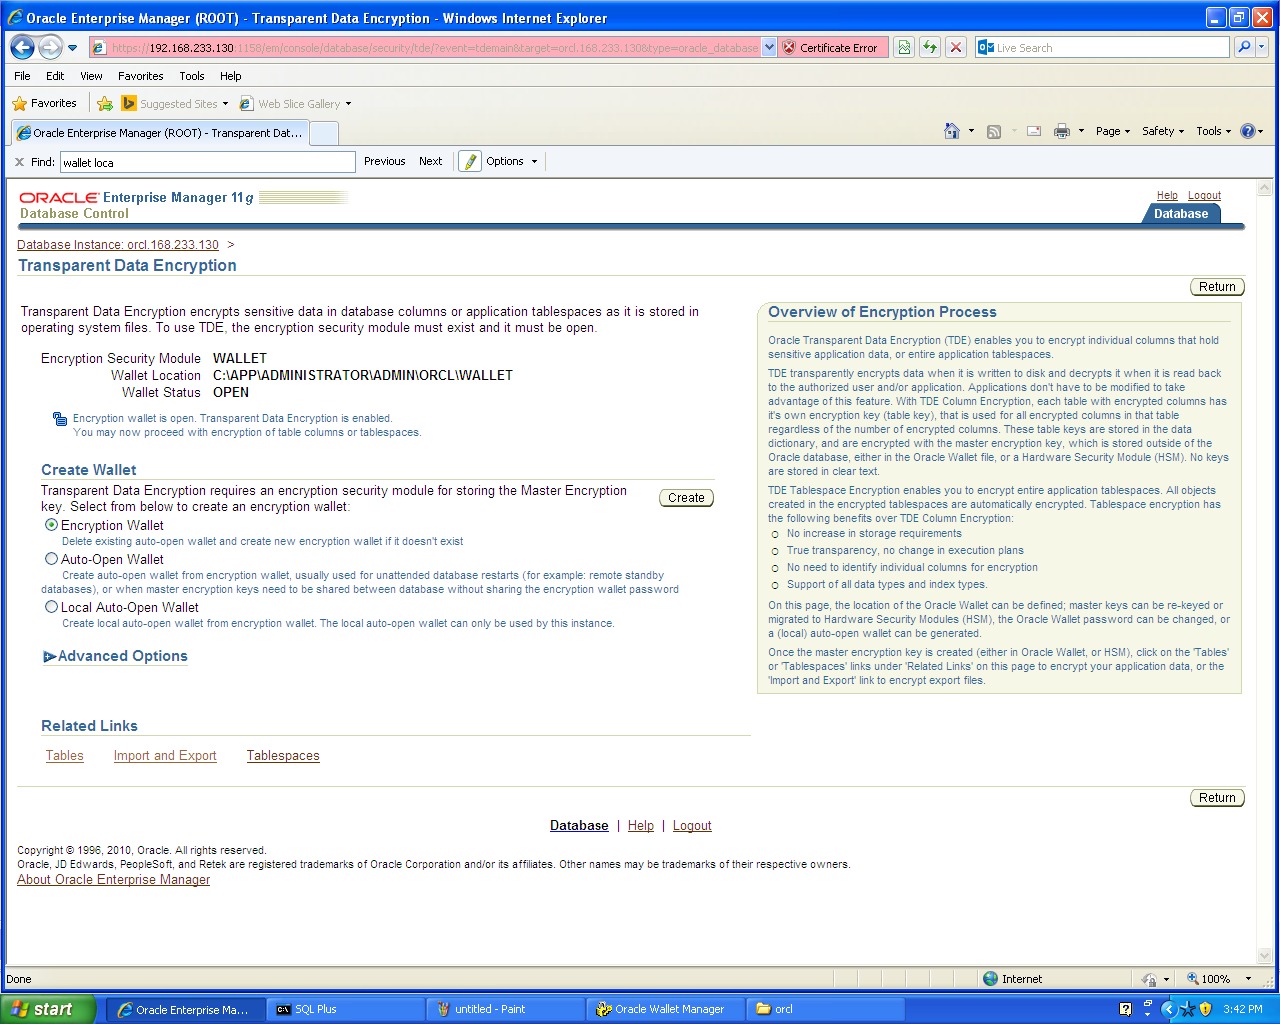 Oracle Enterprise Manager (ROOT) - Transparent Data Encryption - Windows Internet Explorer
https://192.168.233.130:1158/em/console/database/security/tde/?event=tdemain&target=orcl.168.233.130&type=oracle_database
Certificate Error
Live Search
File Edit View Favorites Tools Help
Favorites Suggested Sites Web Slice Gallery
Oracle Enterprise Manager (ROOT) - Transparent Dat...
Page Safety Tools
Find: wallet loca Previous Next Options
ORACLE Enterprise Manager 11g
Database Control
Help Logout
Database
Database Instance: orcl.168.233.130 >
Transparent Data Encryption
Return
Transparent Data Encryption encrypts sensitive data in database columns or application tablespaces as it is stored in
operating system files. To use TDE, the encryption security module must exist and it must be open.
Encryption Security Module WALLET
Wallet Location C:\APP\ADMINISTRATOR\ADMIN\ORCL\WALLET
Wallet Status OPEN
Encryption wallet is open. Transparent Data Encryption is enabled.
You may now proceed with encryption of table columns or tablespaces.
Create Wallet
Transparent Data Encryption requires an encryption security module for storing the Master Encryption
key. Select from below to create an encryption wallet:
Create
Encryption Wallet
Delete existing auto-open wallet and create new encryption wallet if it doesn't exist
Auto-Open Wallet
Create auto-open wallet from encryption wallet, usually used for unattended database restarts (for example: remote standby
databases), or when master encryption keys need to be shared between database without sharing the encryption wallet password
Local Auto-Open Wallet
Create local auto-open wallet from encryption wallet. The local auto-open wallet can only be used by this instance.
Advanced Options
Overview of Encryption Process
Oracle Transparent Data Encryption (TDE) enables you to encrypt individual columns that hold
sensitive application data, or entire application tablespaces.
TDE transparently encrypts data when it is written to disk and decrypts it when it is read back
to the authorized user and/or application. Applications don't have to be modified to take
advantage of this feature. With TDE Column Encryption, each table with encrypted columns has
it's own encryption key (table key), that is used for all encrypted columns in that table
regardless of the number of encrypted columns. These table keys are stored in the data
dictionary, and are encrypted with the master encryption key, which is stored outside of the
Oracle database, either in the Oracle Wallet file, or a Hardware Security Module (HSM). No keys
are stored in clear text.
TDE Tablespace Encryption enables you to encrypt entire application tablespaces. All objects
created in the encrypted tablespaces are automatically encrypted. Tablespace encryption has
the following benefits over TDE Column Encryption:
No increase in storage requirements
True transparency, no change in execution plans
No need to identify individual columns for encryption
Support of all data types and index types.
On this page, the location of the Oracle Wallet can be defined; master keys can be re-keyed or
migrated to Hardware Security Modules (HSM), the Oracle Wallet password can be changed, or
a (local) auto-open wallet can be generated.
Once the master encryption key is created (either in Oracle Wallet, or HSM), click on the 'Tables'
or 'Tablespaces' links under 'Related Links' on this page to encrypt your application data, or the
'Import and Export' link to encrypt export files.
Related Links
Tables Import and Export Tablespaces
Return
Database | Help | Logout
Copyright © 1996, 2010, Oracle. All rights reserved.
Oracle, JD Edwards, PeopleSoft, and Retek are registered trademarks of Oracle Corporation and/or its affiliates. Other names may be trademarks of their respective owners.
About Oracle Enterprise Manager
Done
Internet
100%
start
Oracle Enterprise Ma...
SQL Plus
untitled - Paint
Oracle Wallet Manager
orcl
3:42 PM